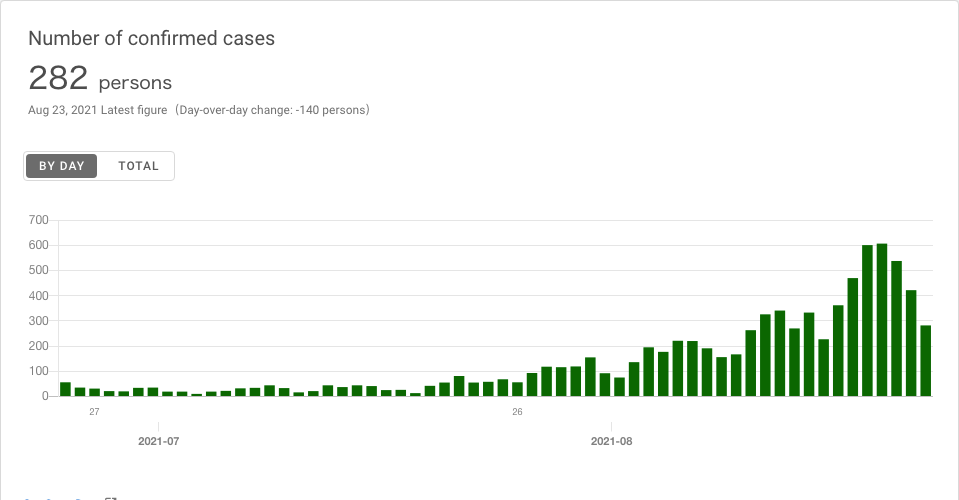 Number of confirmed cases
282 persons
Aug 23, 2021 Latest figure（Day-over-day change: -140 persons）
BY DAY TOTAL
700
600
500
400
300
200
100
0
27 26
2021-07 2021-08